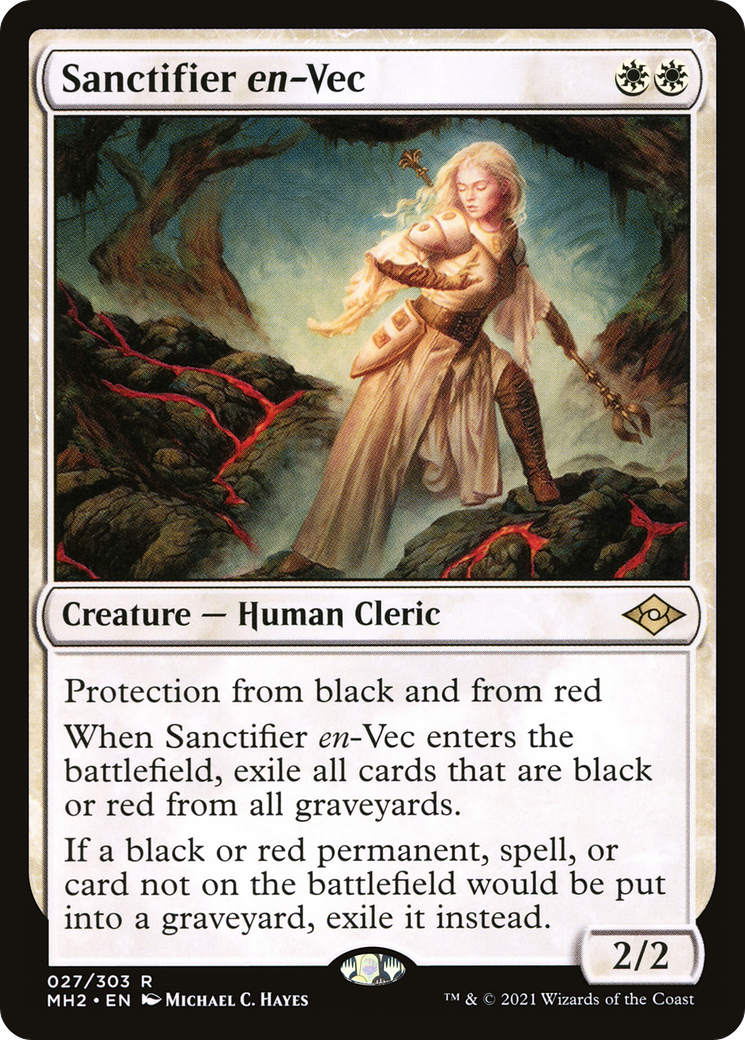 Sanctifier en-Vec
Creature — Human Cleric
Protection from black and from red
When Sanctifier en-Vec enters the
battlefield, exile all cards that are black
or red from all graveyards.
If a black or red permanent, spell, or
card not on the battlefield would be put
into a graveyard, exile it instead.
2/2
027/303 R
MH2 • EN Michael C. Hayes
™ & © 2021 Wizards of the Coast